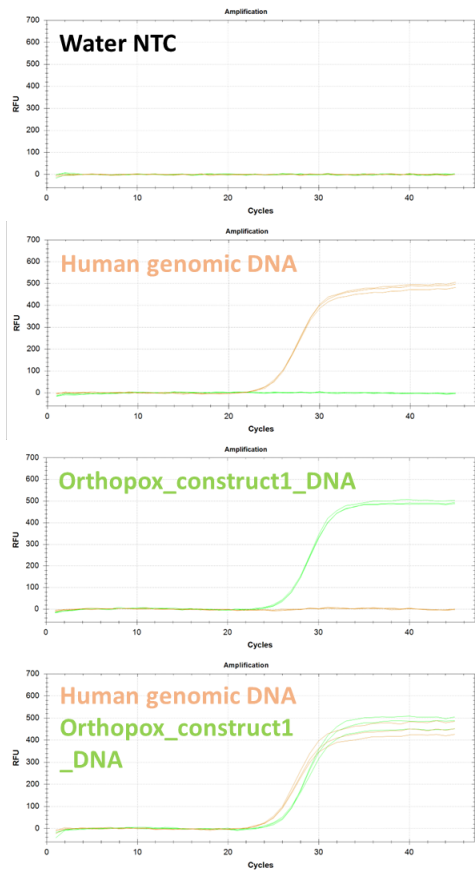 Amplification
700
Water NTC
600
500
400
RFU
300
200
100
0
0 10 20 30 40
Cycles
Amplification
700
Human genomic DNA
600
500
400
RFU
300
200
100
0
0 10 20 30 40
Cycles
Amplification
700
Orthopox_construct1_DNA
600
500
400
RFU
300
200
100
0
0 10 20 30 40
Cycles
Amplification
700
Human genomic DNA
600
Orthopox_construct1
500
_DNA
400
RFU
300
200
100
0
0 10 20 30 40
Cycles